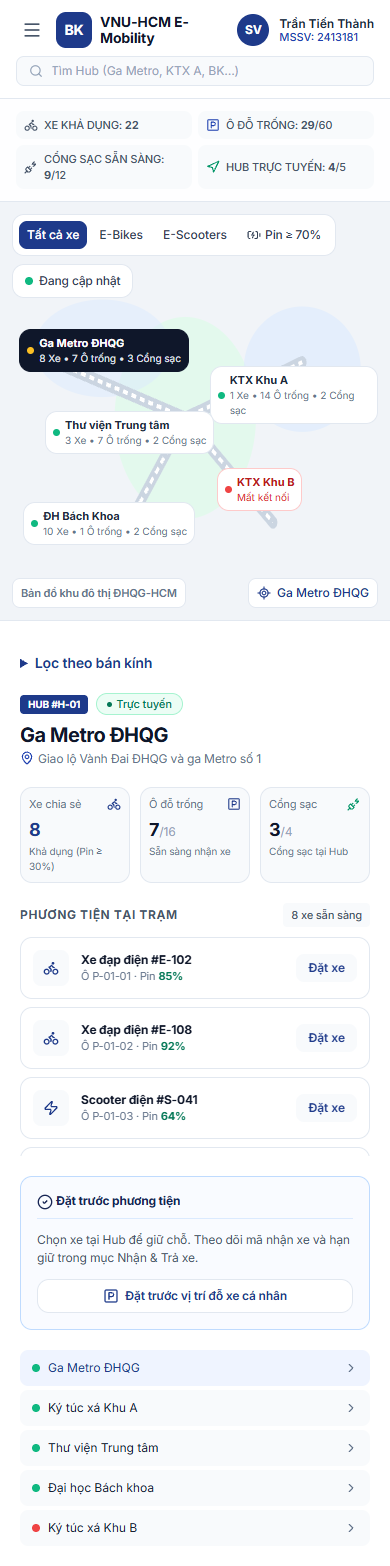 BK
VNU-HCM E-
Mobility
SV
Trần Tiến Thành
MSSV: 2413181
Tìm Hub (Ga Metro, KTX A, BK...)
XE KHẢ DỤNG: 22
Ô ĐỖ TRỐNG: 29/60
CỔNG SẠC SẴN SÀNG:
9/12
HUB TRỰC TUYẾN: 4/5
Tất cả xe
E-Bikes
E-Scooters
Pin ≥ 70%
Đang cập nhật
Ga Metro ĐHQG
8 Xe • 7 Ô trống • 3 Cổng sạc
KTX Khu A
1 Xe • 14 Ô trống • 2 Cổng
sạc
Thư viện Trung tâm
3 Xe • 7 Ô trống • 2 Cổng sạc
KTX Khu B
Mất kết nối
ĐH Bách Khoa
10 Xe • 1 Ô trống • 2 Cổng sạc
Bản đồ khu đô thị ĐHQG-HCM
Ga Metro ĐHQG
Lọc theo bán kính
HUB #H-01
Trực tuyến
Ga Metro ĐHQG
Giao lộ Vành Đai ĐHQG và ga Metro số 1
Xe chia sẻ
8
Khả dụng (Pin ≥
30%)
Ô đỗ trống
7/16
Sẵn sàng nhận xe
Cổng sạc
3/4
Cổng sạc tại Hub
PHƯƠNG TIỆN TẠI TRẠM
8 xe sẵn sàng
Xe đạp điện #E-102
Ô P-01-01 · Pin 85%
Đặt xe
Xe đạp điện #E-108
Ô P-01-02 · Pin 92%
Đặt xe
Scooter điện #S-041
Ô P-01-03 · Pin 64%
Đặt xe
Đặt trước phương tiện
Chọn xe tại Hub để giữ chỗ. Theo dõi mã nhận xe và hạn
giữ trong mục Nhận & Trả xe.
Đặt trước vị trí đỗ xe cá nhân
Ga Metro ĐHQG
Ký túc xá Khu A
Thư viện Trung tâm
Đại học Bách khoa
Ký túc xá Khu B